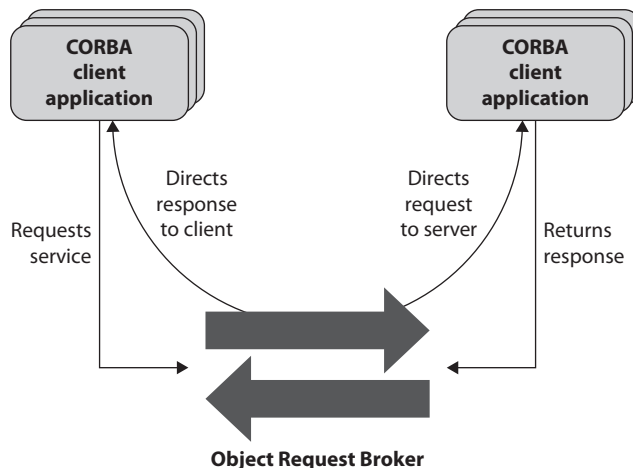 CORBA
client
application
CORBA
client
application
Directs
response
to client
Directs
request
to server
Requests
service
Returns
response
Object Request Broker